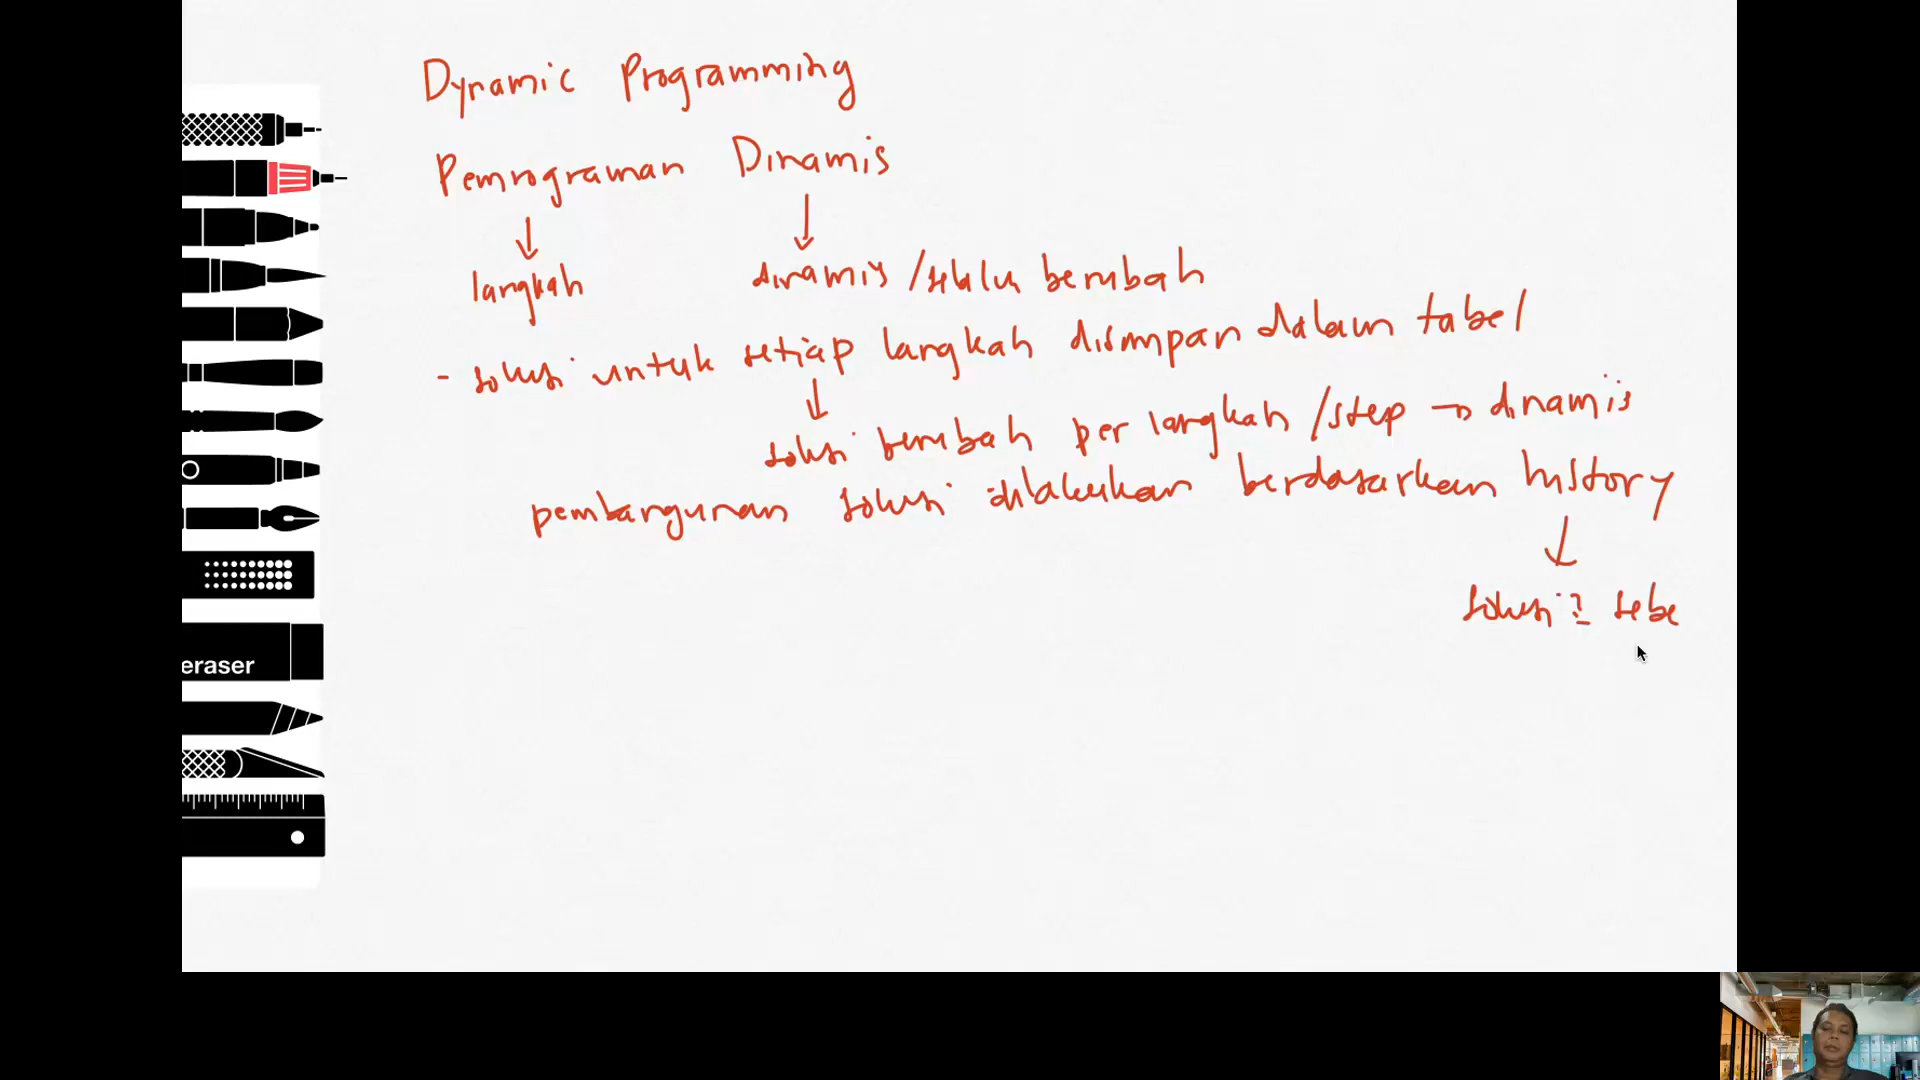 Dynamic Programming
Pemrograman Dinamis
↓ ↓
langkah dinamis / selalu berubah
- solusi untuk setiap langkah disimpan dalam tabel
↓
solusi berubah per langkah / step → dinamis
pembangunan solusi dilakukan berdasarkan history
↓
solusi2 sebe
eraser